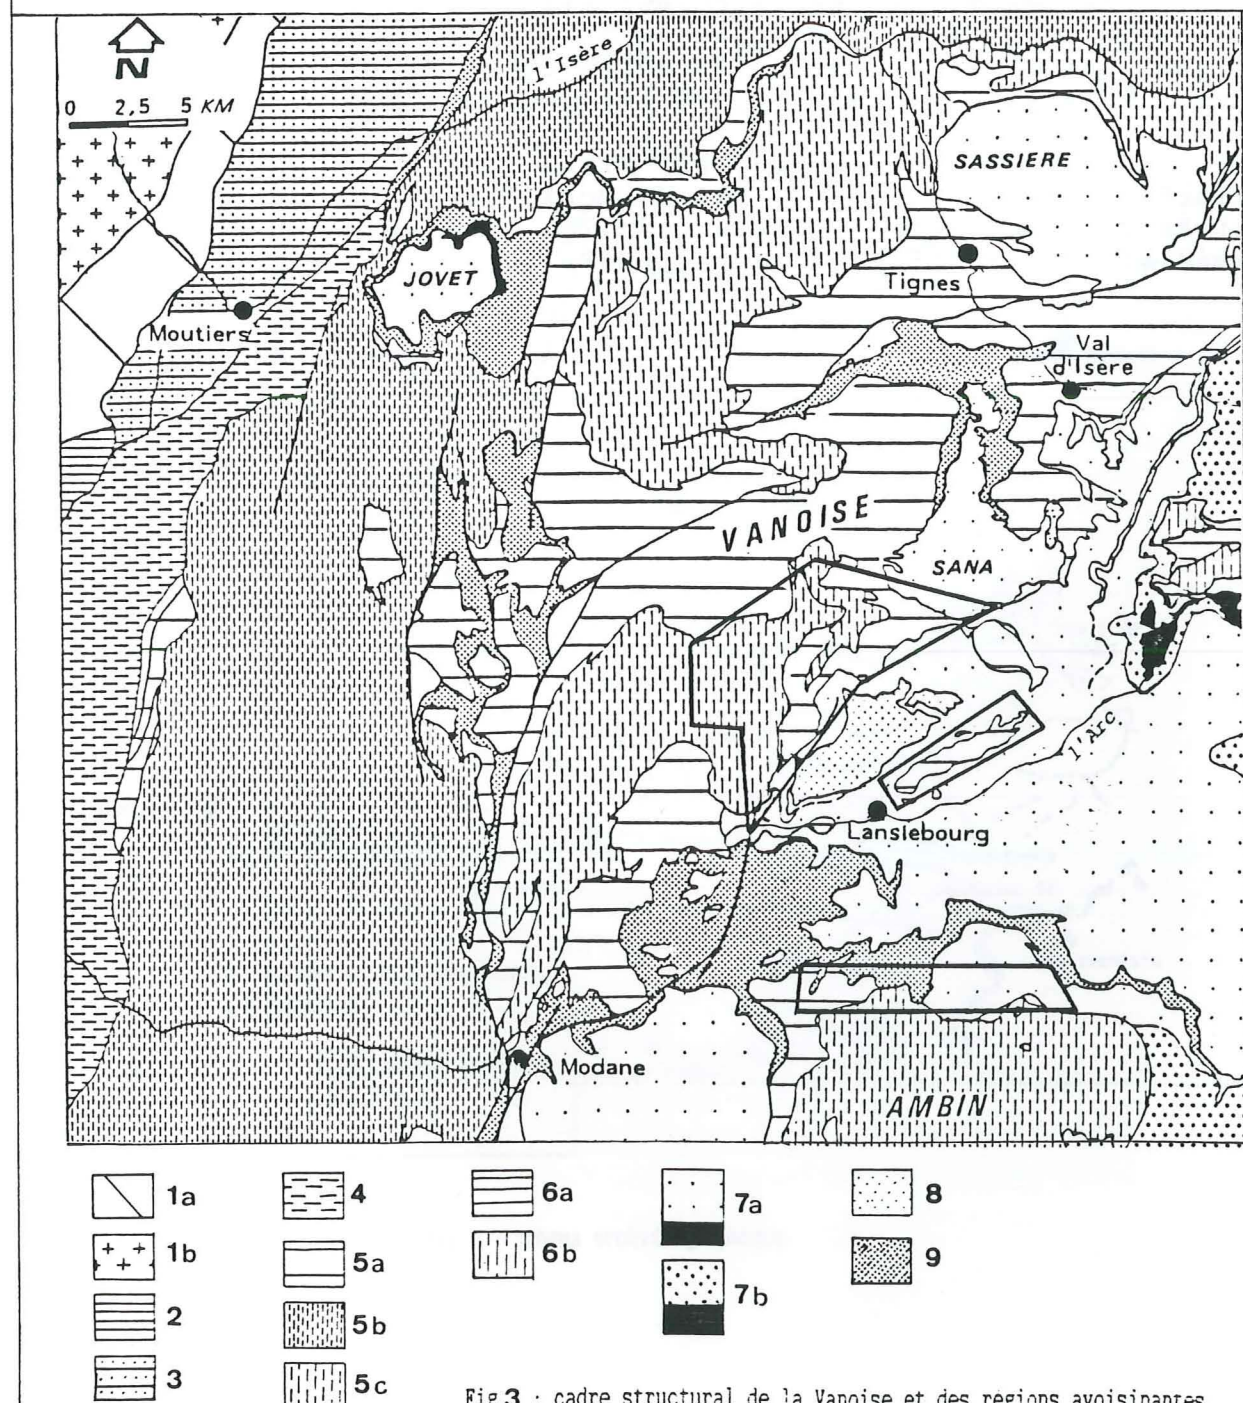 N
l'Isère
0 2,5 5 KM
SASSIERE
JOVET
Tignes
Moutiers
Val
d'Isère
VANOISE
SANA
l'Arc
Lanslebourg
Modane
AMBIN
1a
4
6a
7a
8
1b
5a
6b
7b
9
2
5b
3
5c
Fig 3 : cadre structural de la Vanoise et des régions avoisinantes